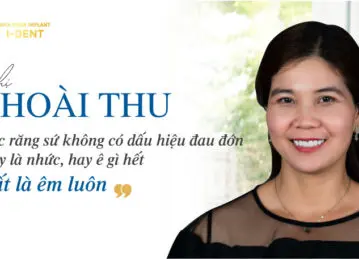 I-DENT
HOÀI THU
răng sứ không có dấu hiệu đau đớn
là nhức, hay ê gì hết
là êm luôn